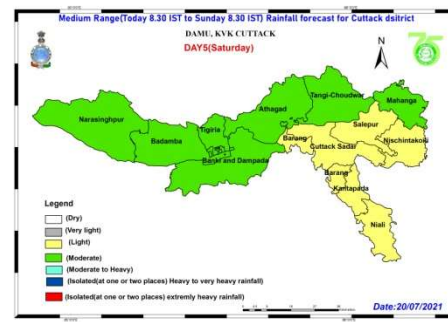 Medium Range(Today 8.30 IST to Sunday 8.30 IST) Rainfall forecast for Cuttack dsitrict
DAMU, KVK CUTTACK
DAY5(Saturday)
N
75
Tangi-Choudwar
Mahanga
Athagad
Narasinghpur
Tigiria
Salepur
Badamba
Barang
Nischintakoili
Cuttack Sadar
Banki and Dampada
Barang
Kantapada
Niali
Legend
(Dry)
(Very light)
(Light)
(Moderate)
(Moderate to Heavy)
(Isolated(at one or two places) Heavy to very heavy rainfall)
(Isolated(at one or two places) extremly heavy rainfall)
Date:20/07/2021